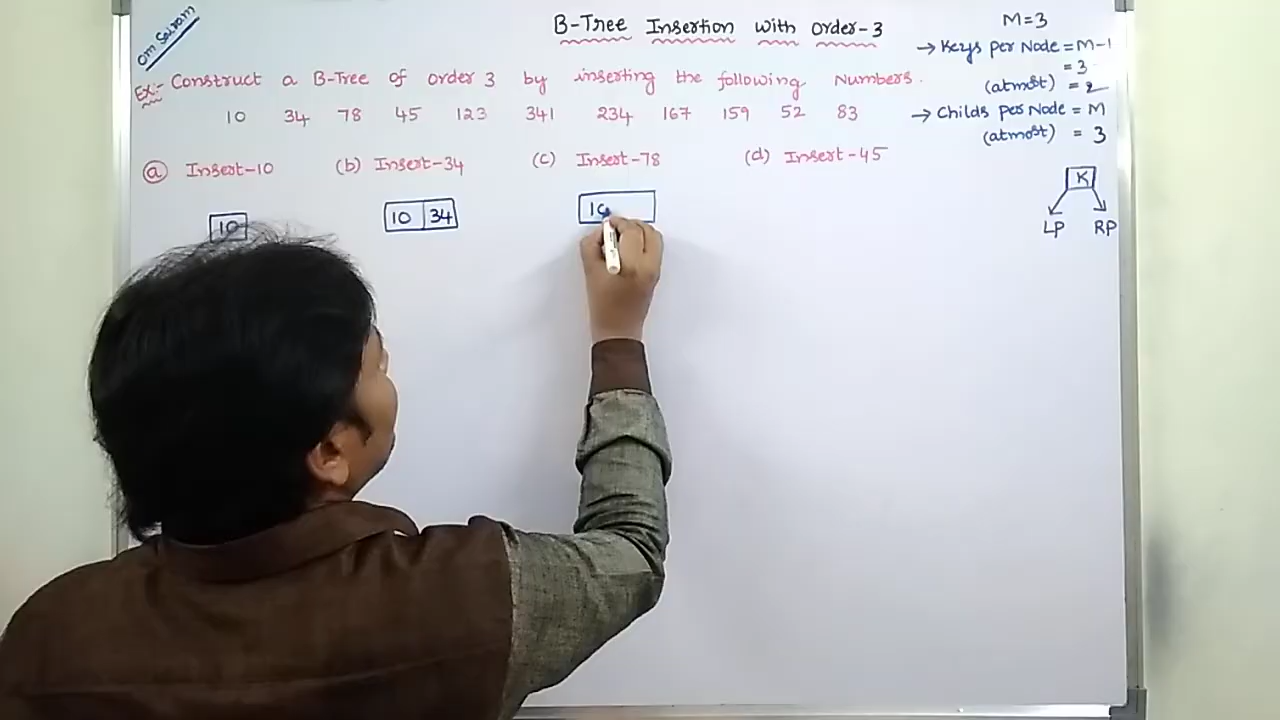 om Sairam
B-Tree Insertion with order-3
M=3
→ Keys per Node = M-1
= 3
(atmost) = 2
Ex:- Construct a B-Tree of order 3 by inserting the following Numbers.
10 34 78 45 123 341 234 167 159 52 83
→ Childs per Node = M
(atmost) = 3
(a) Insert-10 (b) Insert-34 (c) Insert-78 (d) Insert-45
K
LP RP
10
10 34